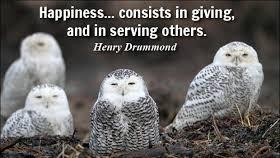 Happiness... consists in giving,
and in serving others.
Henry Drummond